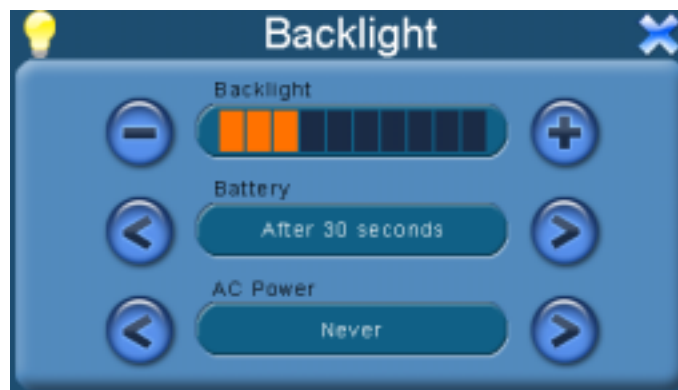 Backlight
Backlight
Battery
After 30 seconds
AC Power
Never